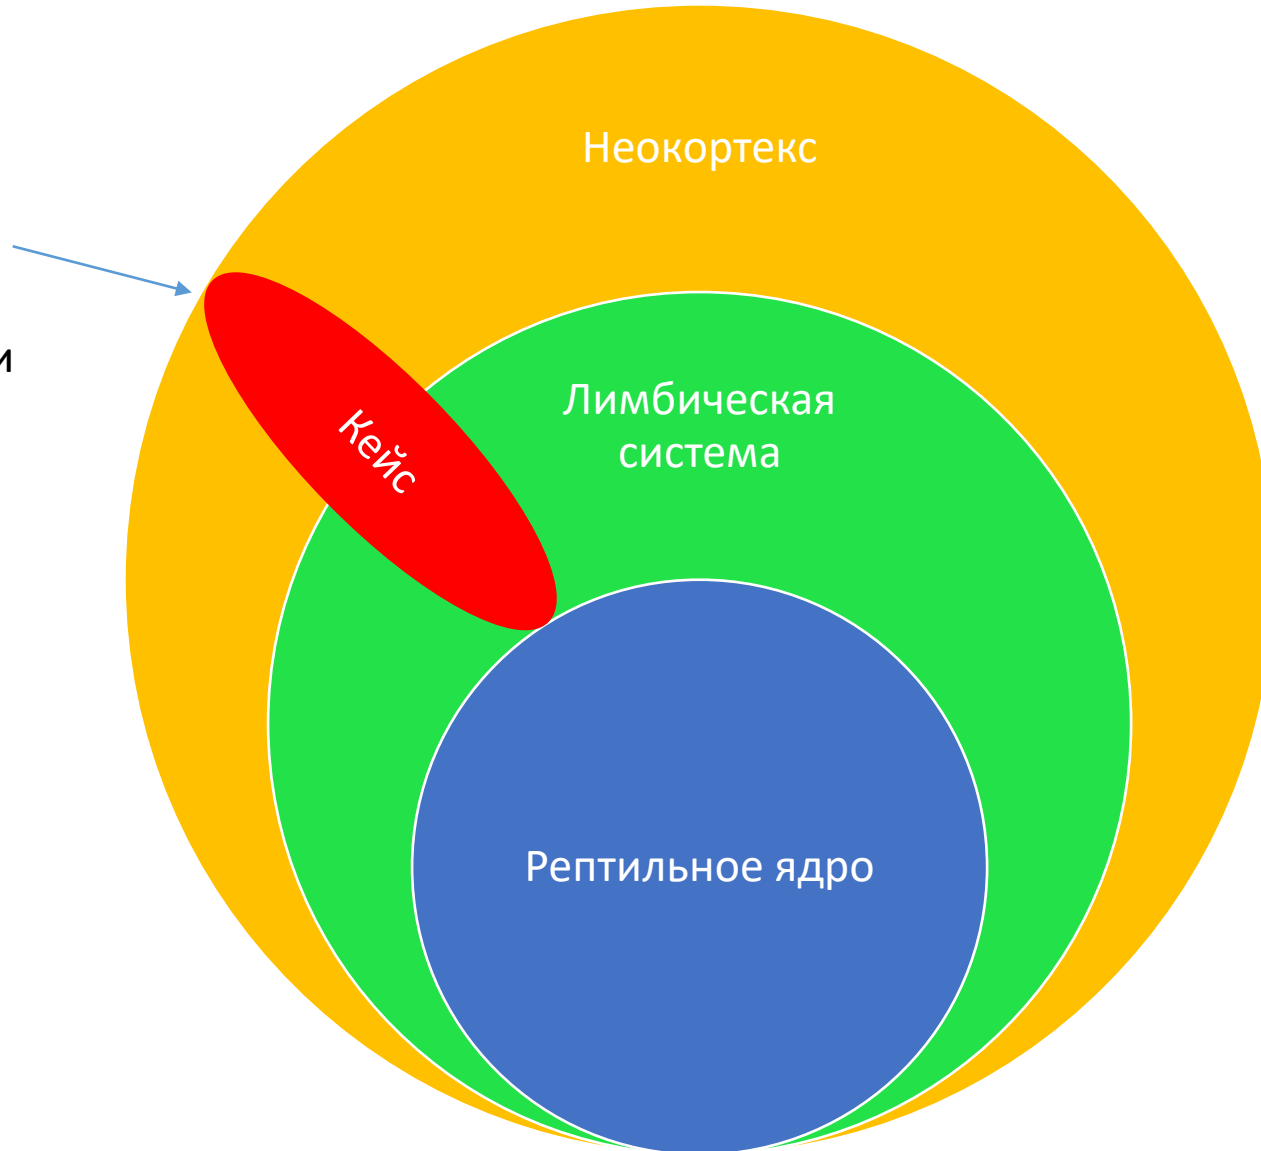 Неокортекс
и
Лимбическая
система
Кейс
Рептильное ядро